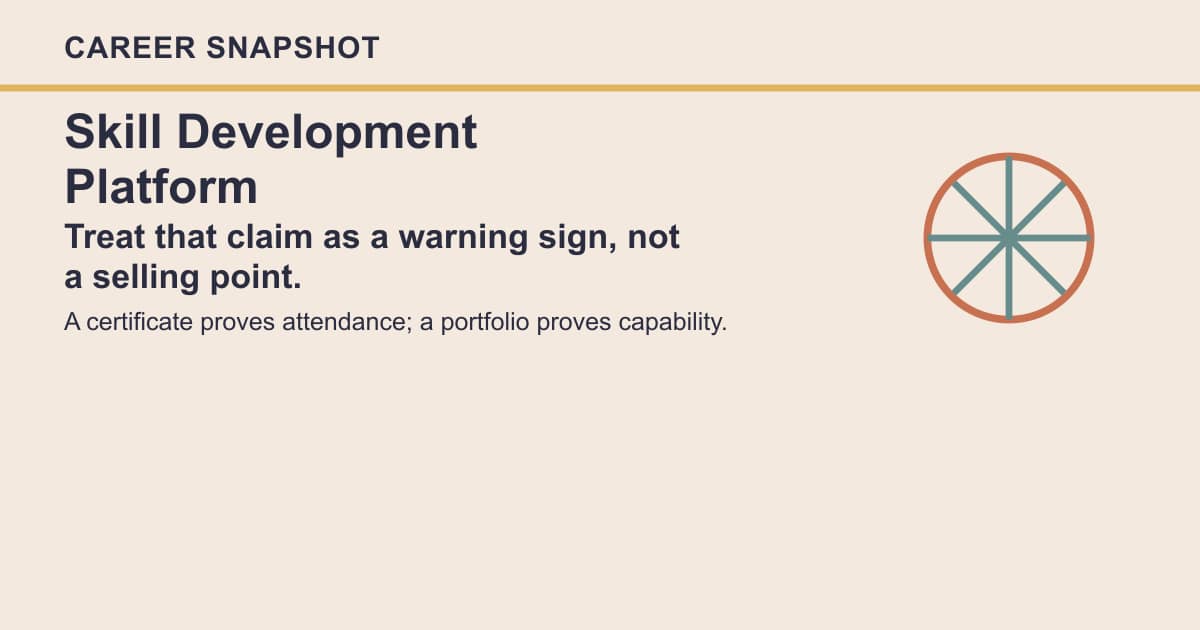 CAREER SNAPSHOT
Skill Development
Platform
Treat that claim as a warning sign, not
a selling point.
A certificate proves attendance; a portfolio proves capability.